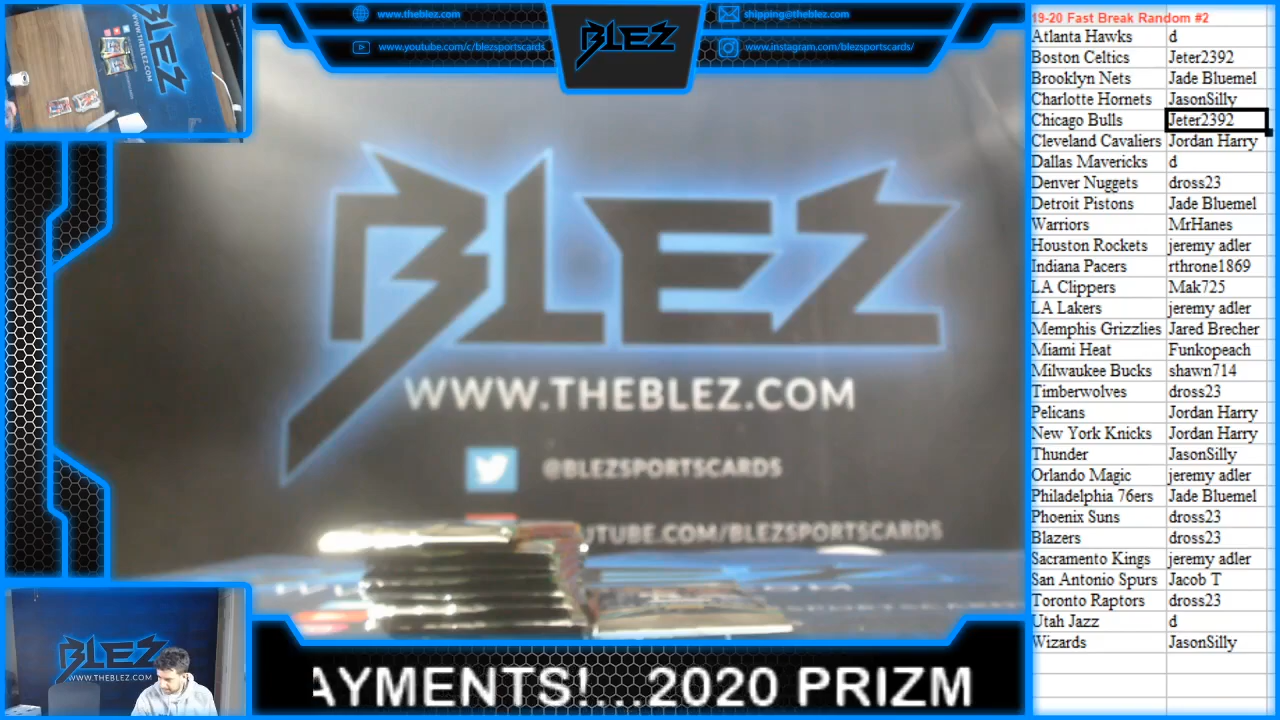 www.theblez.com
www.youtube.com/c/blezsportscards
BLEZ
shipping@theblez.com
www.instagram.com/blezsportscards/
BLEZ
BLEZ
WWW.THEBLEZ.COM
@BLEZSPORTSCARDS
UTUBE.COM/BLEZSPORTSCARDS
BLEZ
WWW.THEBLEZ.COM
AYMENTS!....2020 PRIZM
19-20 Fast Break Random #2
Atlanta Hawks d
Boston Celtics Jeter2392
Brooklyn Nets Jade Bluemel
Charlotte Hornets JasonSilly
Chicago Bulls Jeter2392
Cleveland Cavaliers Jordan Harry
Dallas Mavericks d
Denver Nuggets dross23
Detroit Pistons Jade Bluemel
Warriors MrHanes
Houston Rockets jeremy adler
Indiana Pacers rthrone1869
LA Clippers Mak725
LA Lakers jeremy adler
Memphis Grizzlies Jared Brecher
Miami Heat Funkopeach
Milwaukee Bucks shawn714
Timberwolves dross23
Pelicans Jordan Harry
New York Knicks Jordan Harry
Thunder JasonSilly
Orlando Magic jeremy adler
Philadelphia 76ers Jade Bluemel
Phoenix Suns dross23
Blazers dross23
Sacramento Kings jeremy adler
San Antonio Spurs Jacob T
Toronto Raptors dross23
Utah Jazz d
Wizards JasonSilly